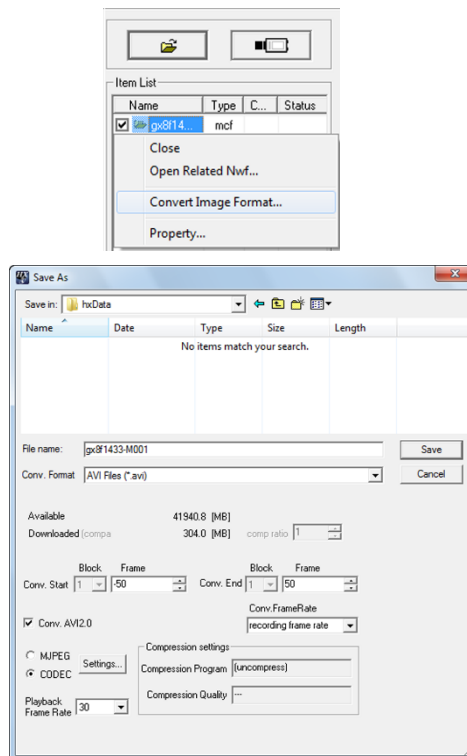 Item List
Name Type C... Status
gx8f14... mcf
Close
Open Related Nwf...
Convert Image Format...
Property...
Save As
Save in: hxData
Name Date Type Size Length
No items match your search.
File name: gx8f1433-M001 Save
Conv. Format AVI Files (*.avi) Cancel
Available 41940.8 [MB]
Downloaded (compa 304.0 [MB] comp ratio 1
Block Frame Block Frame
Conv. Start 1 -50 Conv. End 1 50
Conv.FrameRate
Conv. AVI2.0 recording frame rate
Compression settings
MJPEG
Settings... Compression Program (uncompress)
CODEC
Compression Quality ---
Playback
Frame Rate 30